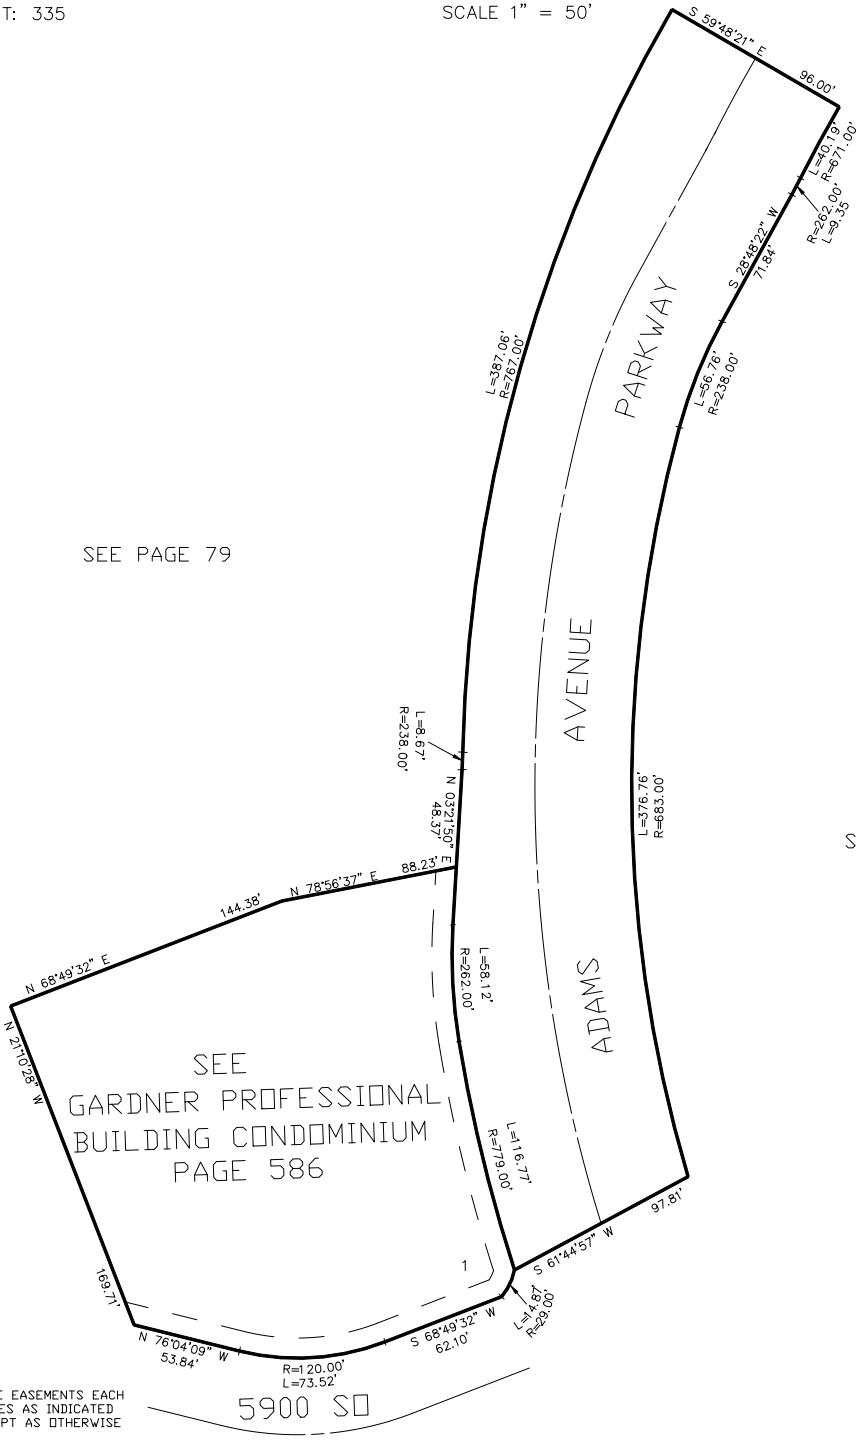 T: 335
SCALE 1" = 50'
S 59°48'21" E
96.00'
L=40.19'
R=671.00'
R=262.00'
L=9.35
S 28°48'22" W
71.84'
L=56.76'
R=238.00'
PARKWAY
L=387.06'
R=767.00'
SEE PAGE 79
AVENUE
L=8.67'
R=238.00'
N 03°21'50" E
48.37'
L=376.76'
R=683.00'
S
N 78°56'37" E
88.23'
144.38'
N 68°49'32" E
L=58.12'
R=262.00'
ADAMS
N 21°10'28" W
169.71'
SEE
GARDNER PROFESSIONAL
BUILDING CONDOMINIUM
PAGE 586
L=116.77'
R=779.00'
97.81'
S 61°44'57" W
1
L=14.87'
R=29.00'
S 68°49'32" W
62.10'
N 76°04'09" W
53.84'
R=120.00'
L=73.52'
5900 SO
E EASEMENTS EACH
ES AS INDICATED
PT AS OTHERWISE